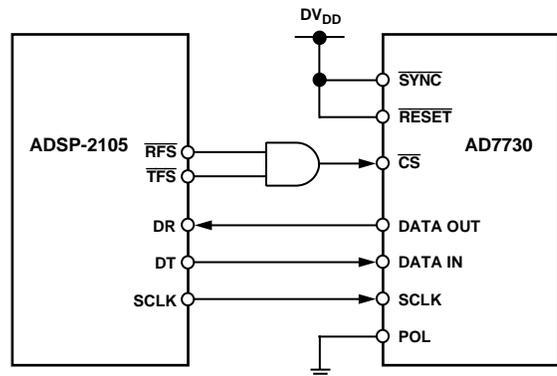 DVDD
ADSP-2105
RFS
TFS
DR
DT
SCLK
SYNC
RESET
AD7730
CS
DATA OUT
DATA IN
SCLK
POL